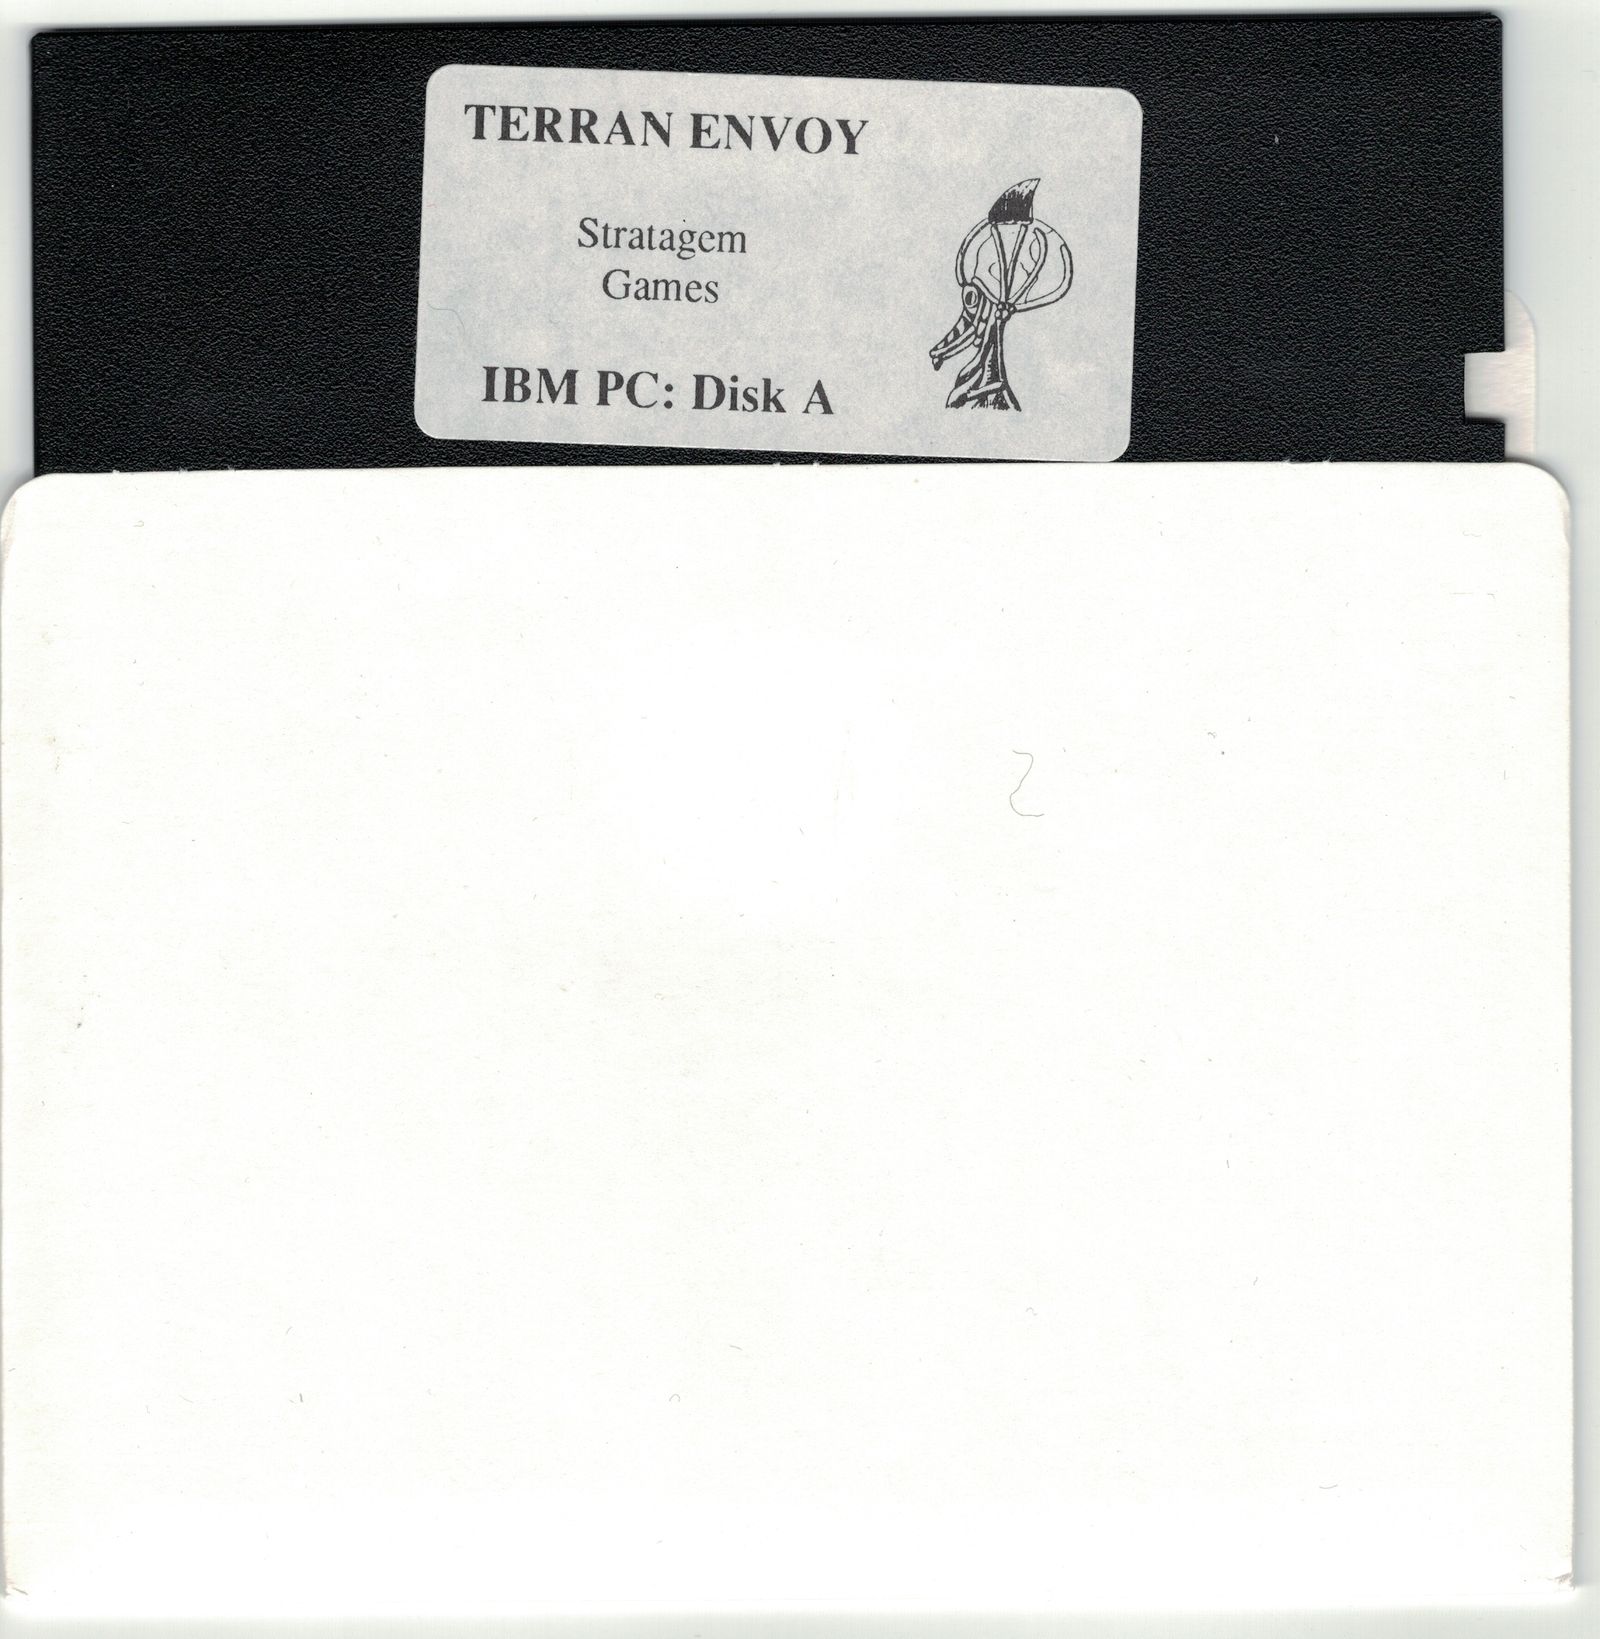 TERRAN ENVOY
Stratagem
Games
IBM PC: Disk A